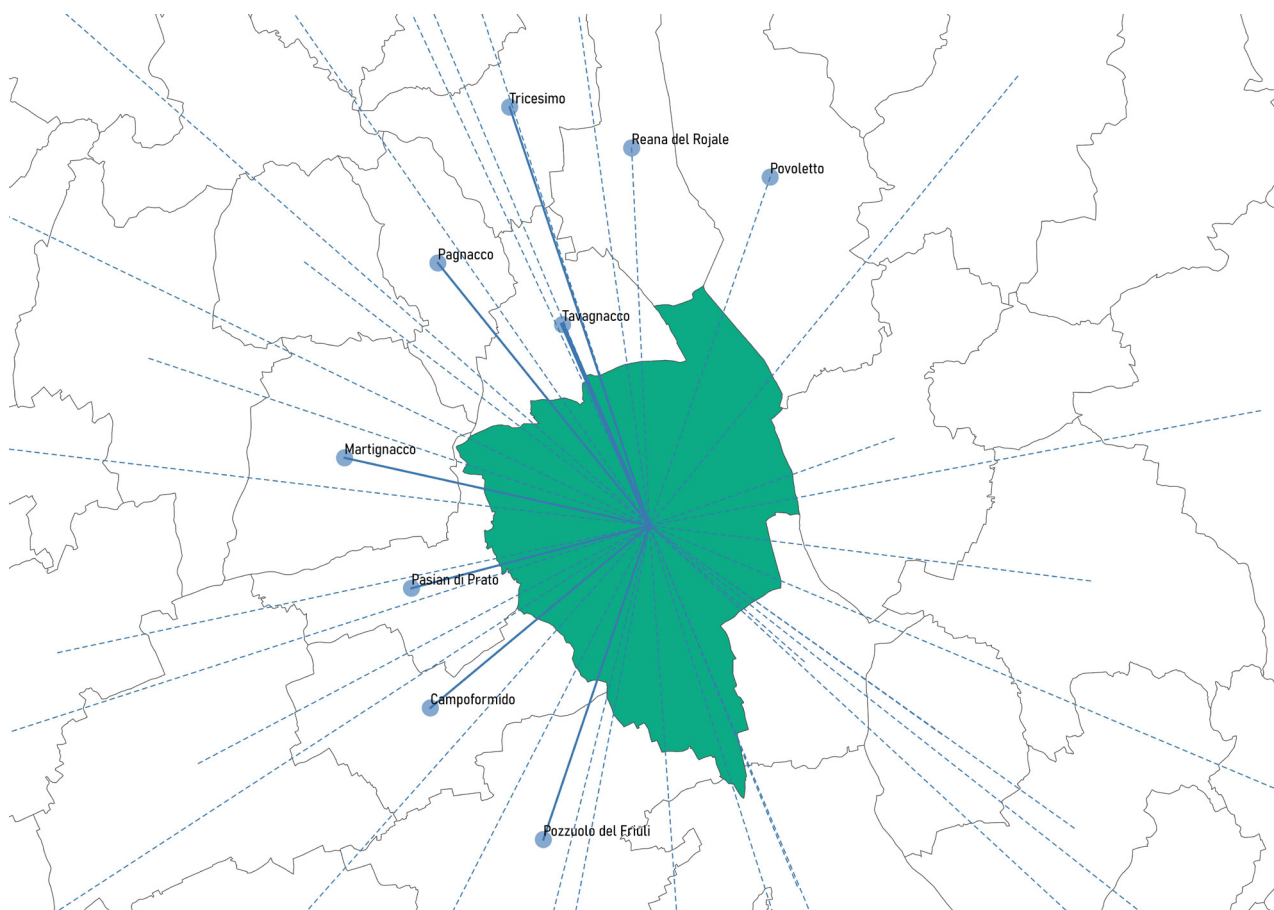 Tricesimo
Reana del Rojale
Povoletto
Pagnacco
Tavagnacco
Martignacco
Pasian di Prato
Campoformido
Pozzuolo del Friuli